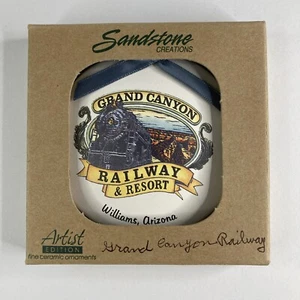 Sandstone
CREATIONS
GRAND CANYON
RAILWAY
& RESORT
Williams, Arizona
Artist
EDITION
fine ceramic ornaments
Grand Canyon Railway